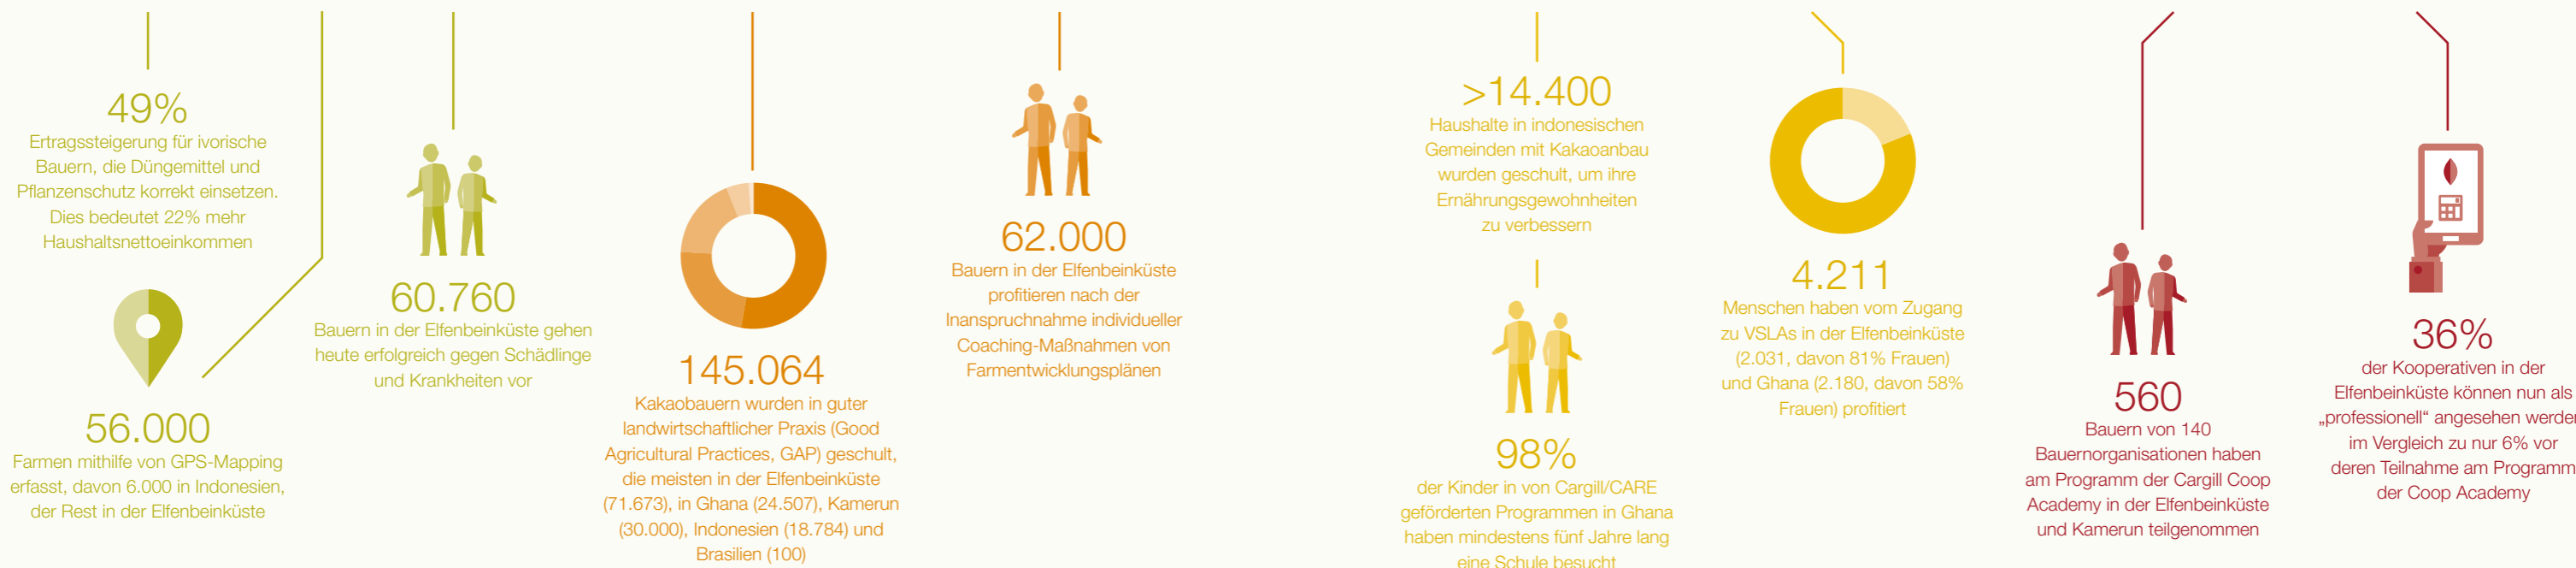 49%
Ertragssteigerung für ivorische
Bauern, die Düngemittel und
Pflanzenschutz korrekt einsetzen.
Dies bedeutet 22% mehr
Haushaltsnettoeinkommen
56.000
Farmen mithilfe von GPS-Mapping
erfasst, davon 6.000 in Indonesien,
der Rest in der Elfenbeinküste
60.760
Bauern in der Elfenbeinküste gehen
heute erfolgreich gegen Schädlinge
und Krankheiten vor
145.064
Kakaobauern wurden in guter
landwirtschaftlicher Praxis (Good
Agricultural Practices, GAP) geschult,
die meisten in der Elfenbeinküste
(71.673), in Ghana (24.507), Kamerun
(30.000), Indonesien (18.784) und
Brasilien (100)
62.000
Bauern in der Elfenbeinküste
profitieren nach der
Inanspruchnahme individueller
Coaching-Maßnahmen von
Farmentwicklungsplänen
>14.400
Haushalte in indonesischen
Gemeinden mit Kakaoanbau
wurden geschult, um ihre
Ernährungsgewohnheiten
zu verbessern
98%
der Kinder in von Cargill/CARE
geförderten Programmen in Ghana
haben mindestens fünf Jahre lang
eine Schule besucht
4.211
Menschen haben vom Zugang
zu VSLAs in der Elfenbeinküste
(2.031, davon 81% Frauen)
und Ghana (2.180, davon 58%
Frauen) profitiert
560
Bauern von 140
Bauernorganisationen haben
am Programm der Cargill Coop
Academy in der Elfenbeinküste
und Kamerun teilgenommen
36%
der Kooperativen in der
Elfenbeinküste können nun als
„professionell“ angesehen werden
im Vergleich zu nur 6% vor
deren Teilnahme am Programm
der Coop Academy